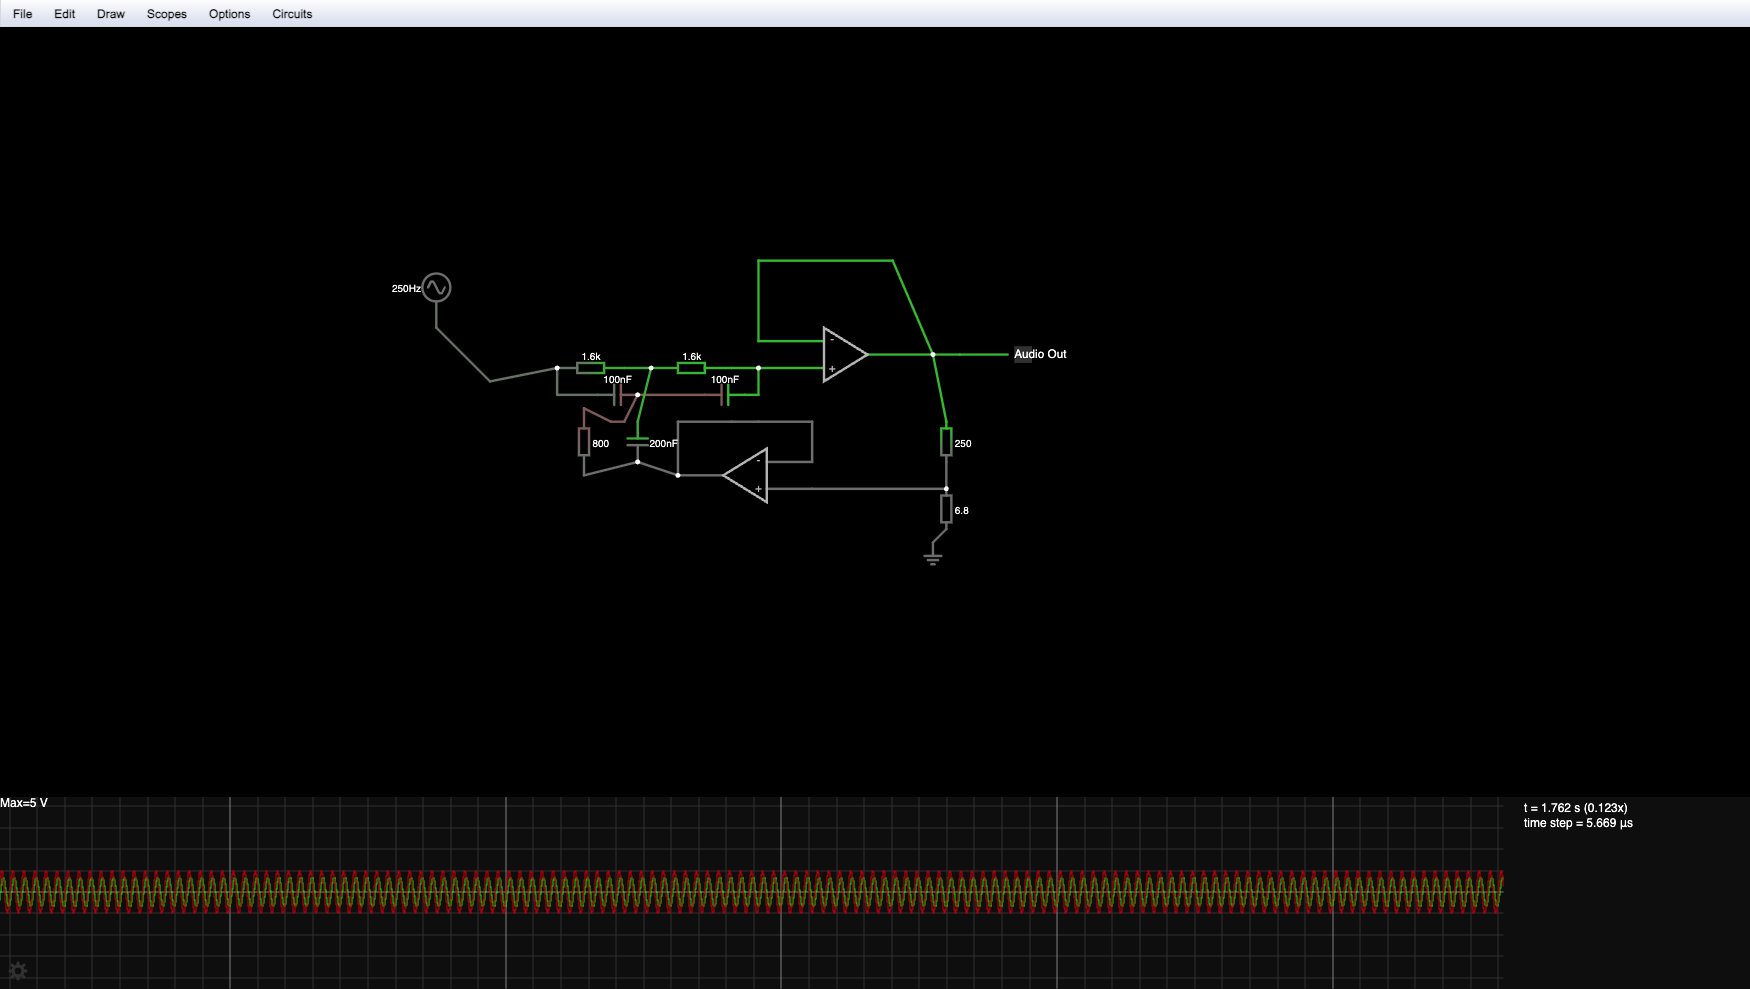 File Edit Draw Scopes Options Circuits
250Hz
1.6k 1.6k
- 
+
Audio Out
100nF 100nF
800 200nF
-
+
250
6.8
Max=5 V
t = 1.762 s (0.123x)
time step = 5.669 µs